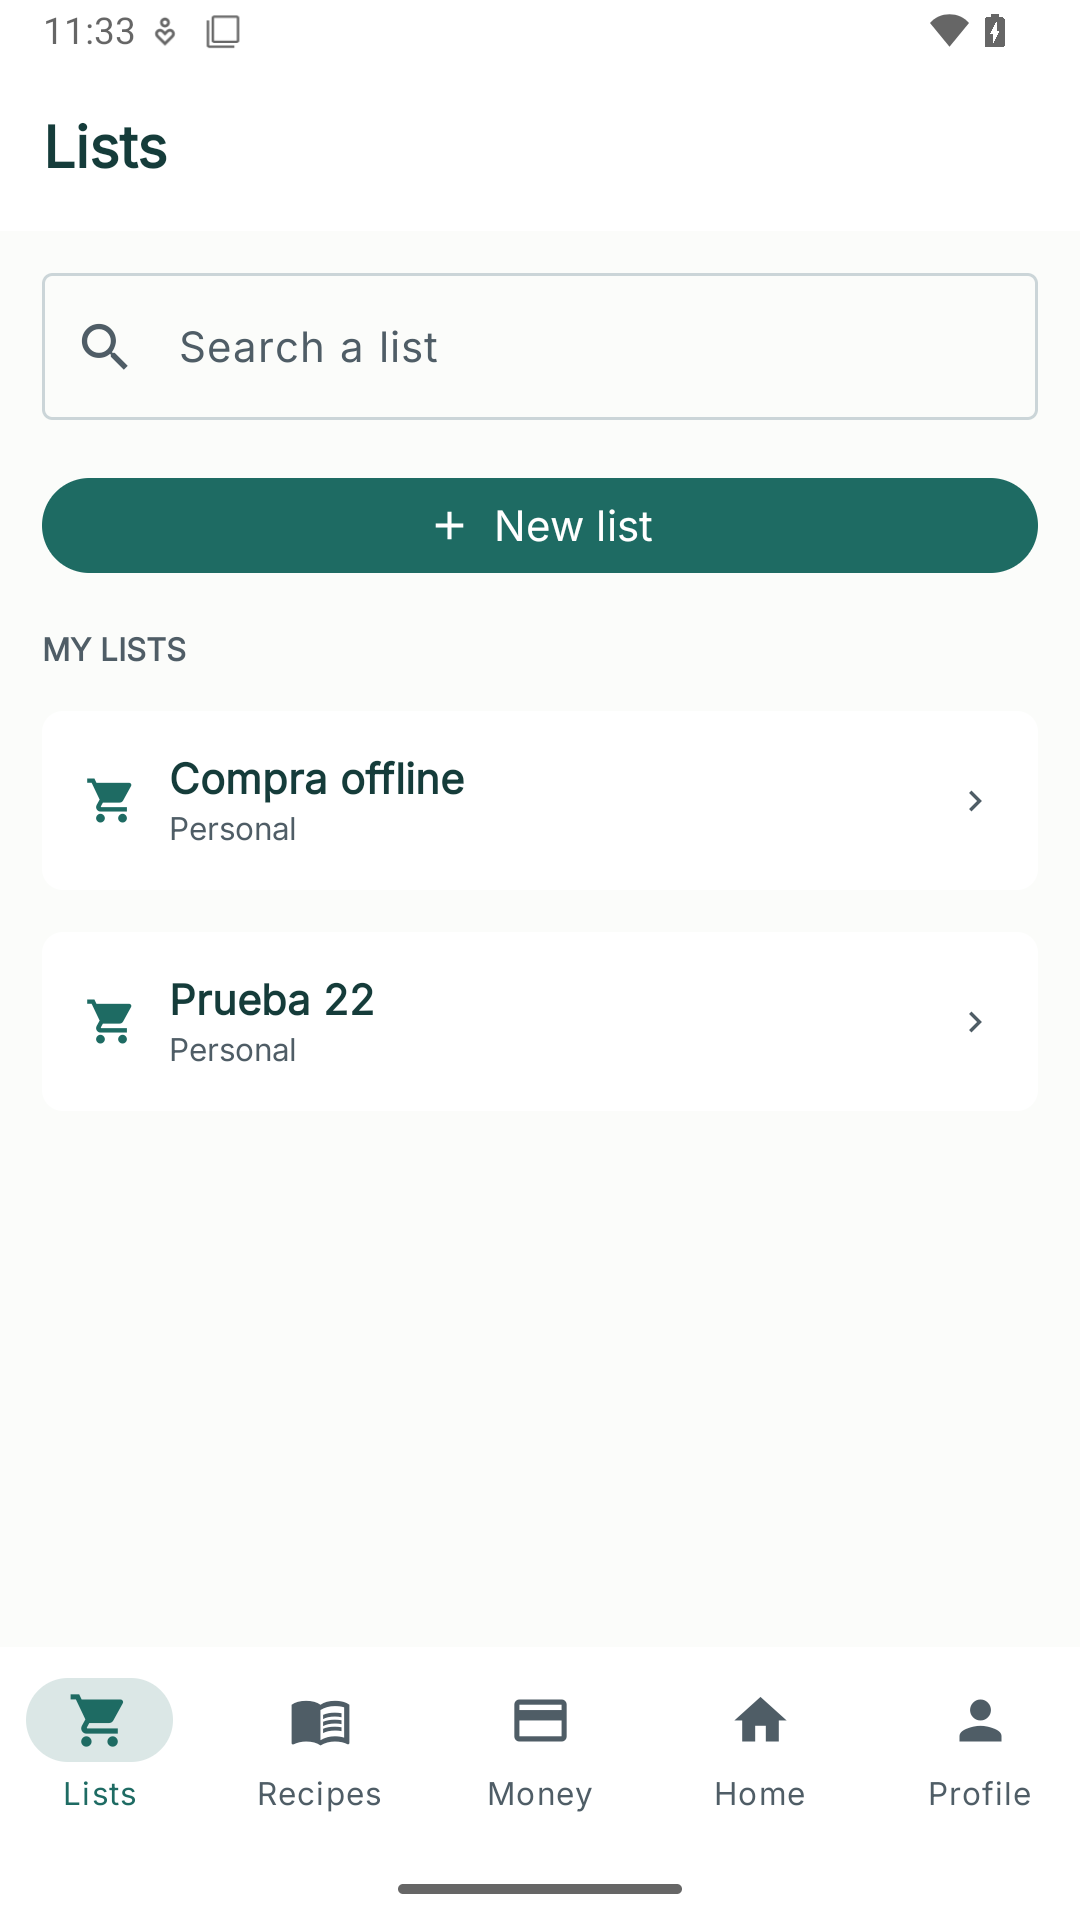 11:33
Lists
Search a list
New list
MY LISTS
Compra offline
Personal
Prueba 22
Personal
Lists
Recipes
Money
Home
Profile